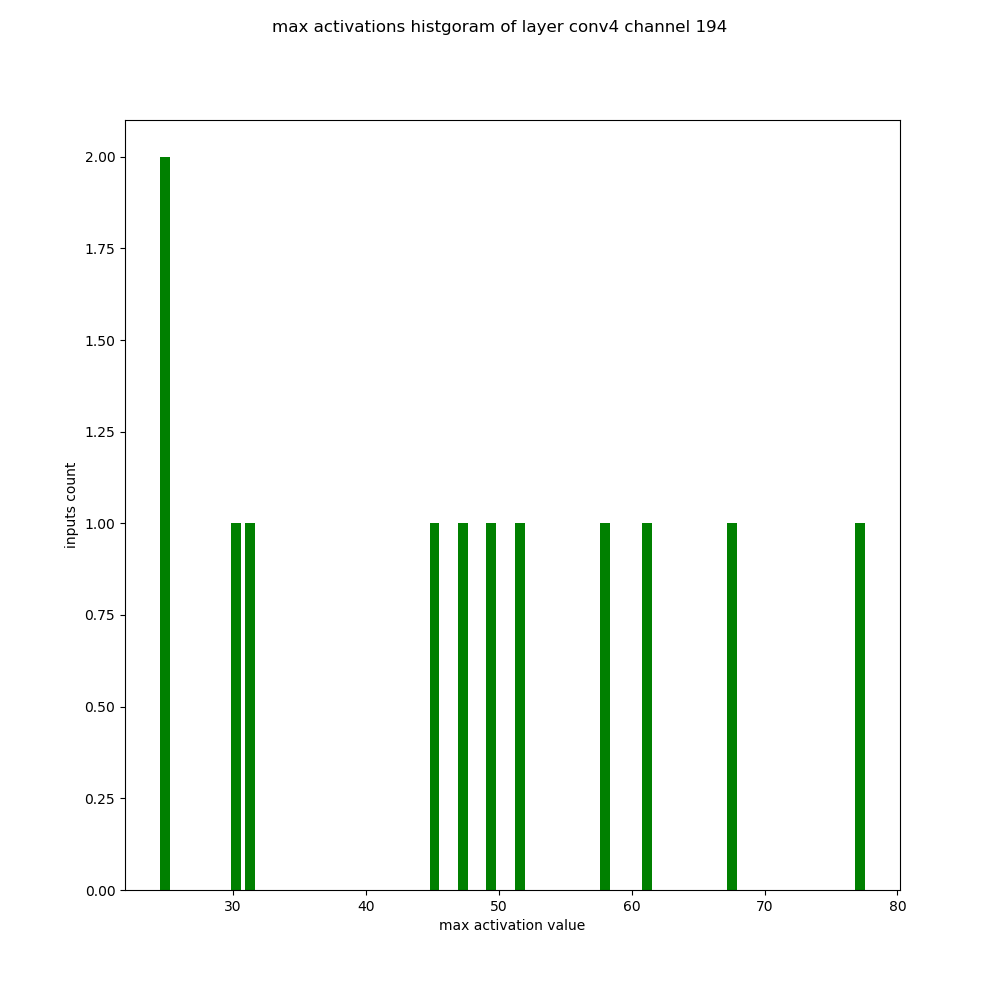 max activations histgoram of layer conv4 channel 194
2.00
1.75
1.50
1.25
1.00
0.75
0.50
0.25
0.00
inputs count
30 40 50 60 70 80
max activation value